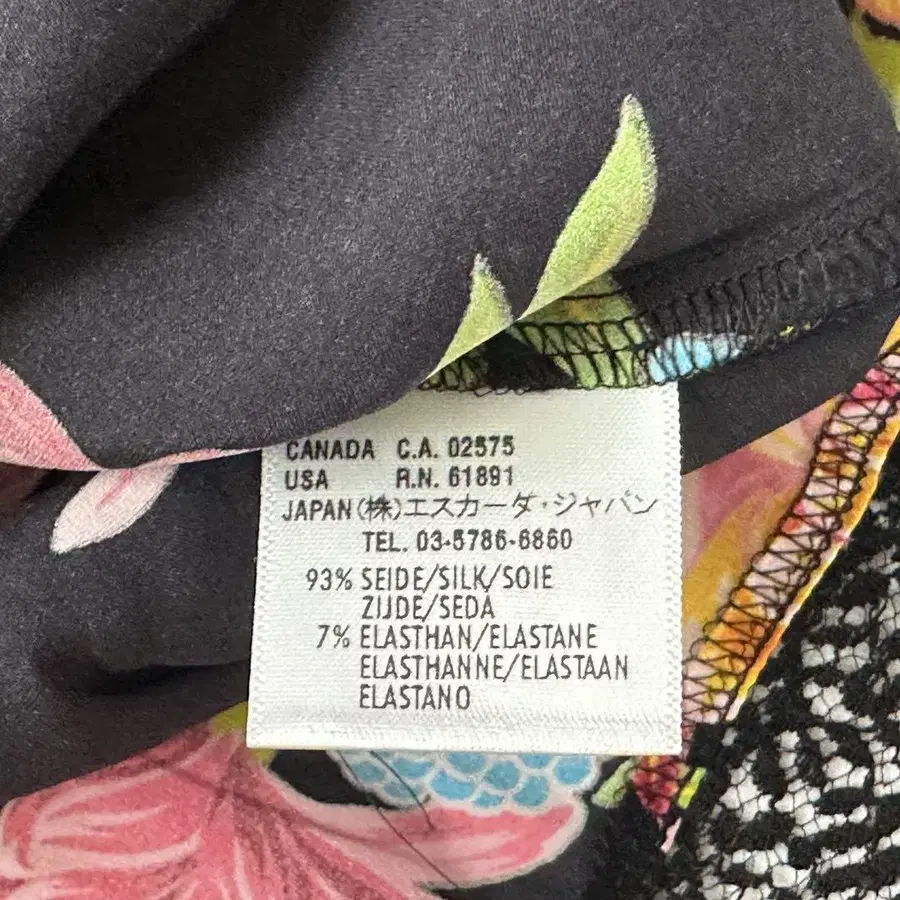 CANADA C.A. 02575
USA R.N. 61891
JAPAN (株)エスカーダ・ジャパン
TEL. 03-5786-6860
93% SEIDE/SILK/SOIE
ZIJDE/SEDA
7% ELASTHAN/ELASTANE
ELASTHANNE/ELASTAAN
ELASTANO